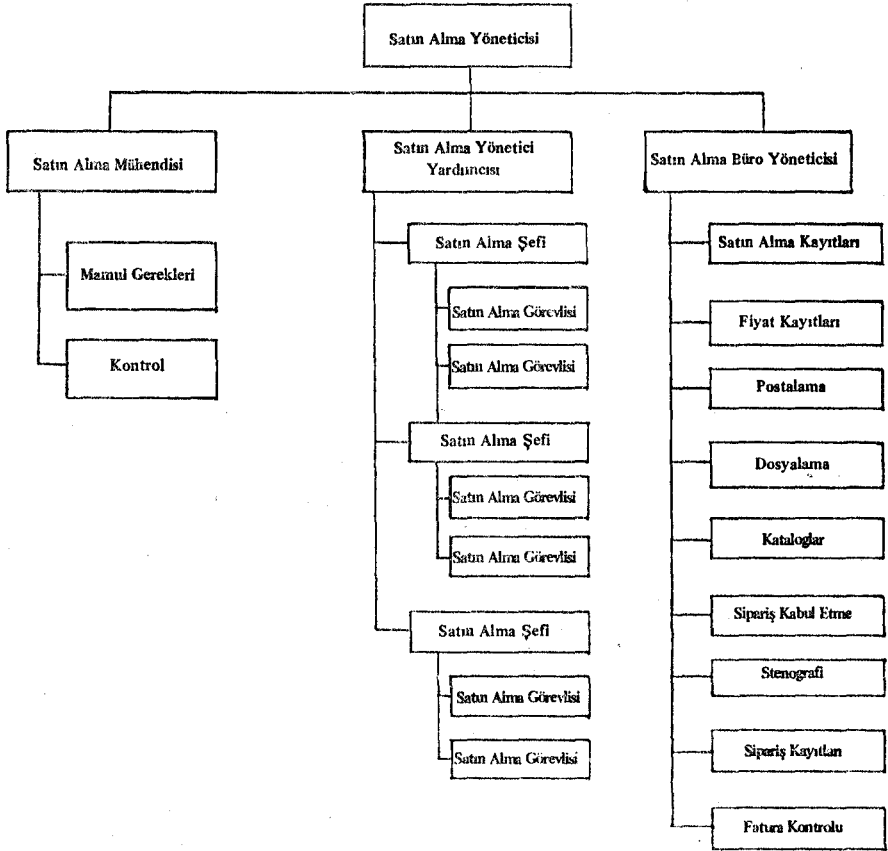 Satın Alma Yöneticisi
Satın Alma Mühendisi
Mamul Gerekleri
Kontrol
Satın Alma Yönetici
Yardımcısı
Satın Alma Şefi
Satın Alma Görevlisi
Satın Alma Görevlisi
Satın Alma Şefi
Satın Alma Görevlisi
Satın Alma Görevlisi
Satın Alma Şefi
Satın Alma Görevlisi
Satın Alma Görevlisi
Satın Alma Büro Yöneticisi
Satın Alma Kayıtları
Fiyat Kayıtları
Postalama
Dosyalama
Kataloglar
Sipariş Kabul Etme
Stenografi
Sipariş Kayıtları
Fatura Kontrolu